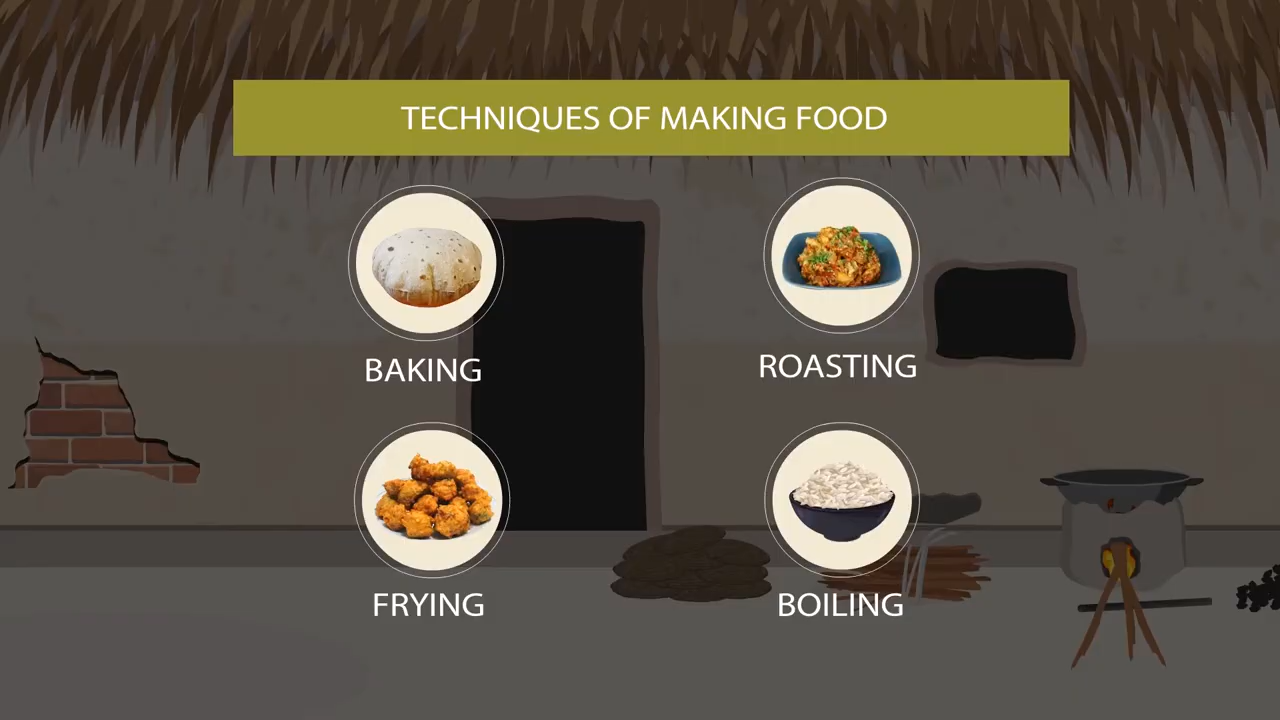 TECHNIQUES OF MAKING FOOD
BAKING
ROASTING
FRYING
BOILING